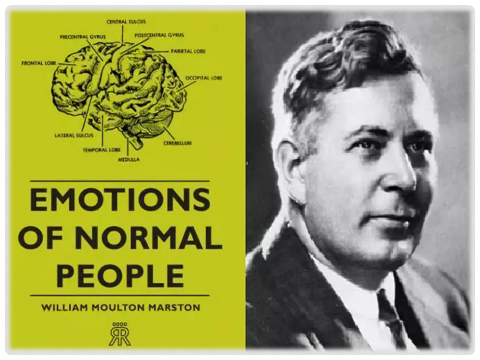 CENTRAL SULCUS
PRECENTRAL GYRUS
POSTCENTRAL GYRUS
PARIETAL LOBE
FRONTAL LOBE
OCCIPITAL LOBE
LATERAL SULCUS
TEMPORAL LOBE
MEDULLA
CEREBELLUM
EMOTIONS
OF NORMAL
PEOPLE
WILLIAM MOULTON MARSTON